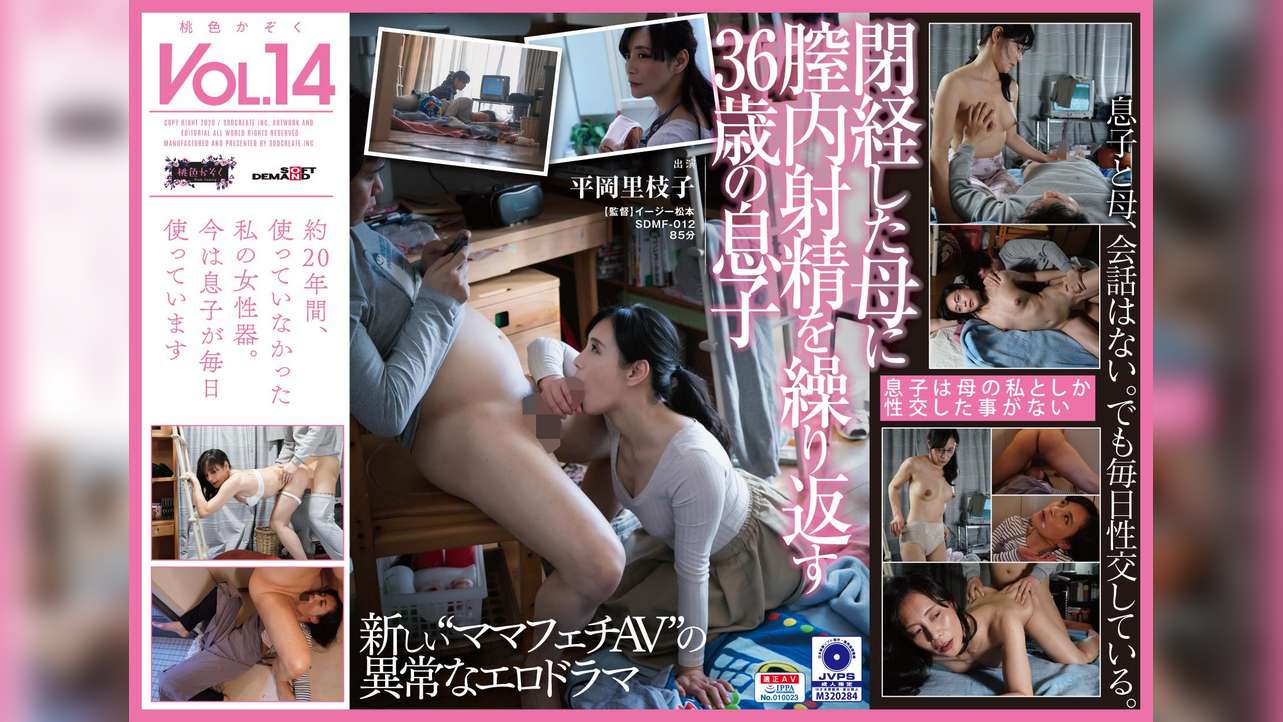 桃色かぞく
VOL.14
COPY RIGHT 2020 / SODCREATE INC. ARTWORK AND
EDITORIAL ALL WORLD RIGHTS RESERVED
MANUFACTURED AND PRESENTED BY SODCREATE INC
桃色かぞく
SOFT
DEMAND
約20年間、
使っていなかった
私の女性器。
今は息子が毎日
使っています
出演
平岡里枝子
【監督】イージー松本
SDMF-012
85分
閉経した母に
膣内射精を繰り返す
36歳の息子
息子と母、会話はない。でも毎日性交している。
息子は母の私としか
性交した事がない
新しい“ママフェチAV”の
異常なエロドラマ
適正AV
IPPA
No.010023
JVPS
成人指定
M320284